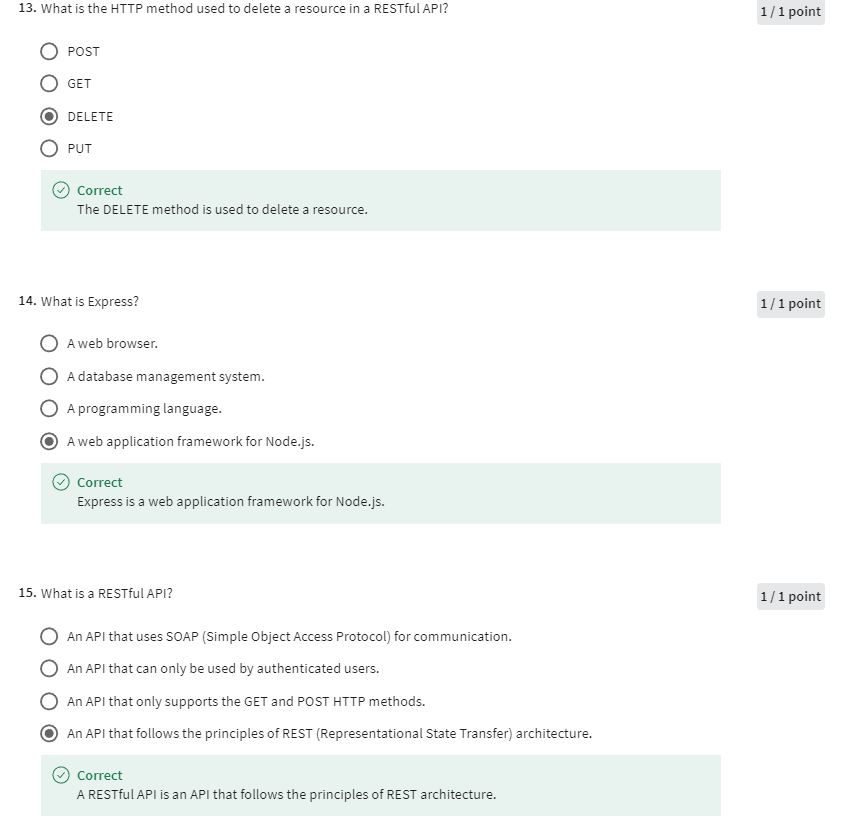 13. What is the HTTP method used to delete a resource in a RESTful API?
1 / 1 point
POST
GET
DELETE
PUT
Correct
The DELETE method is used to delete a resource.
14. What is Express?
1 / 1 point
A web browser.
A database management system.
A programming language.
A web application framework for Node.js.
Correct
Express is a web application framework for Node.js.
15. What is a RESTful API?
1 / 1 point
An API that uses SOAP (Simple Object Access Protocol) for communication.
An API that can only be used by authenticated users.
An API that only supports the GET and POST HTTP methods.
An API that follows the principles of REST (Representational State Transfer) architecture.
Correct
A RESTful API is an API that follows the principles of REST architecture.